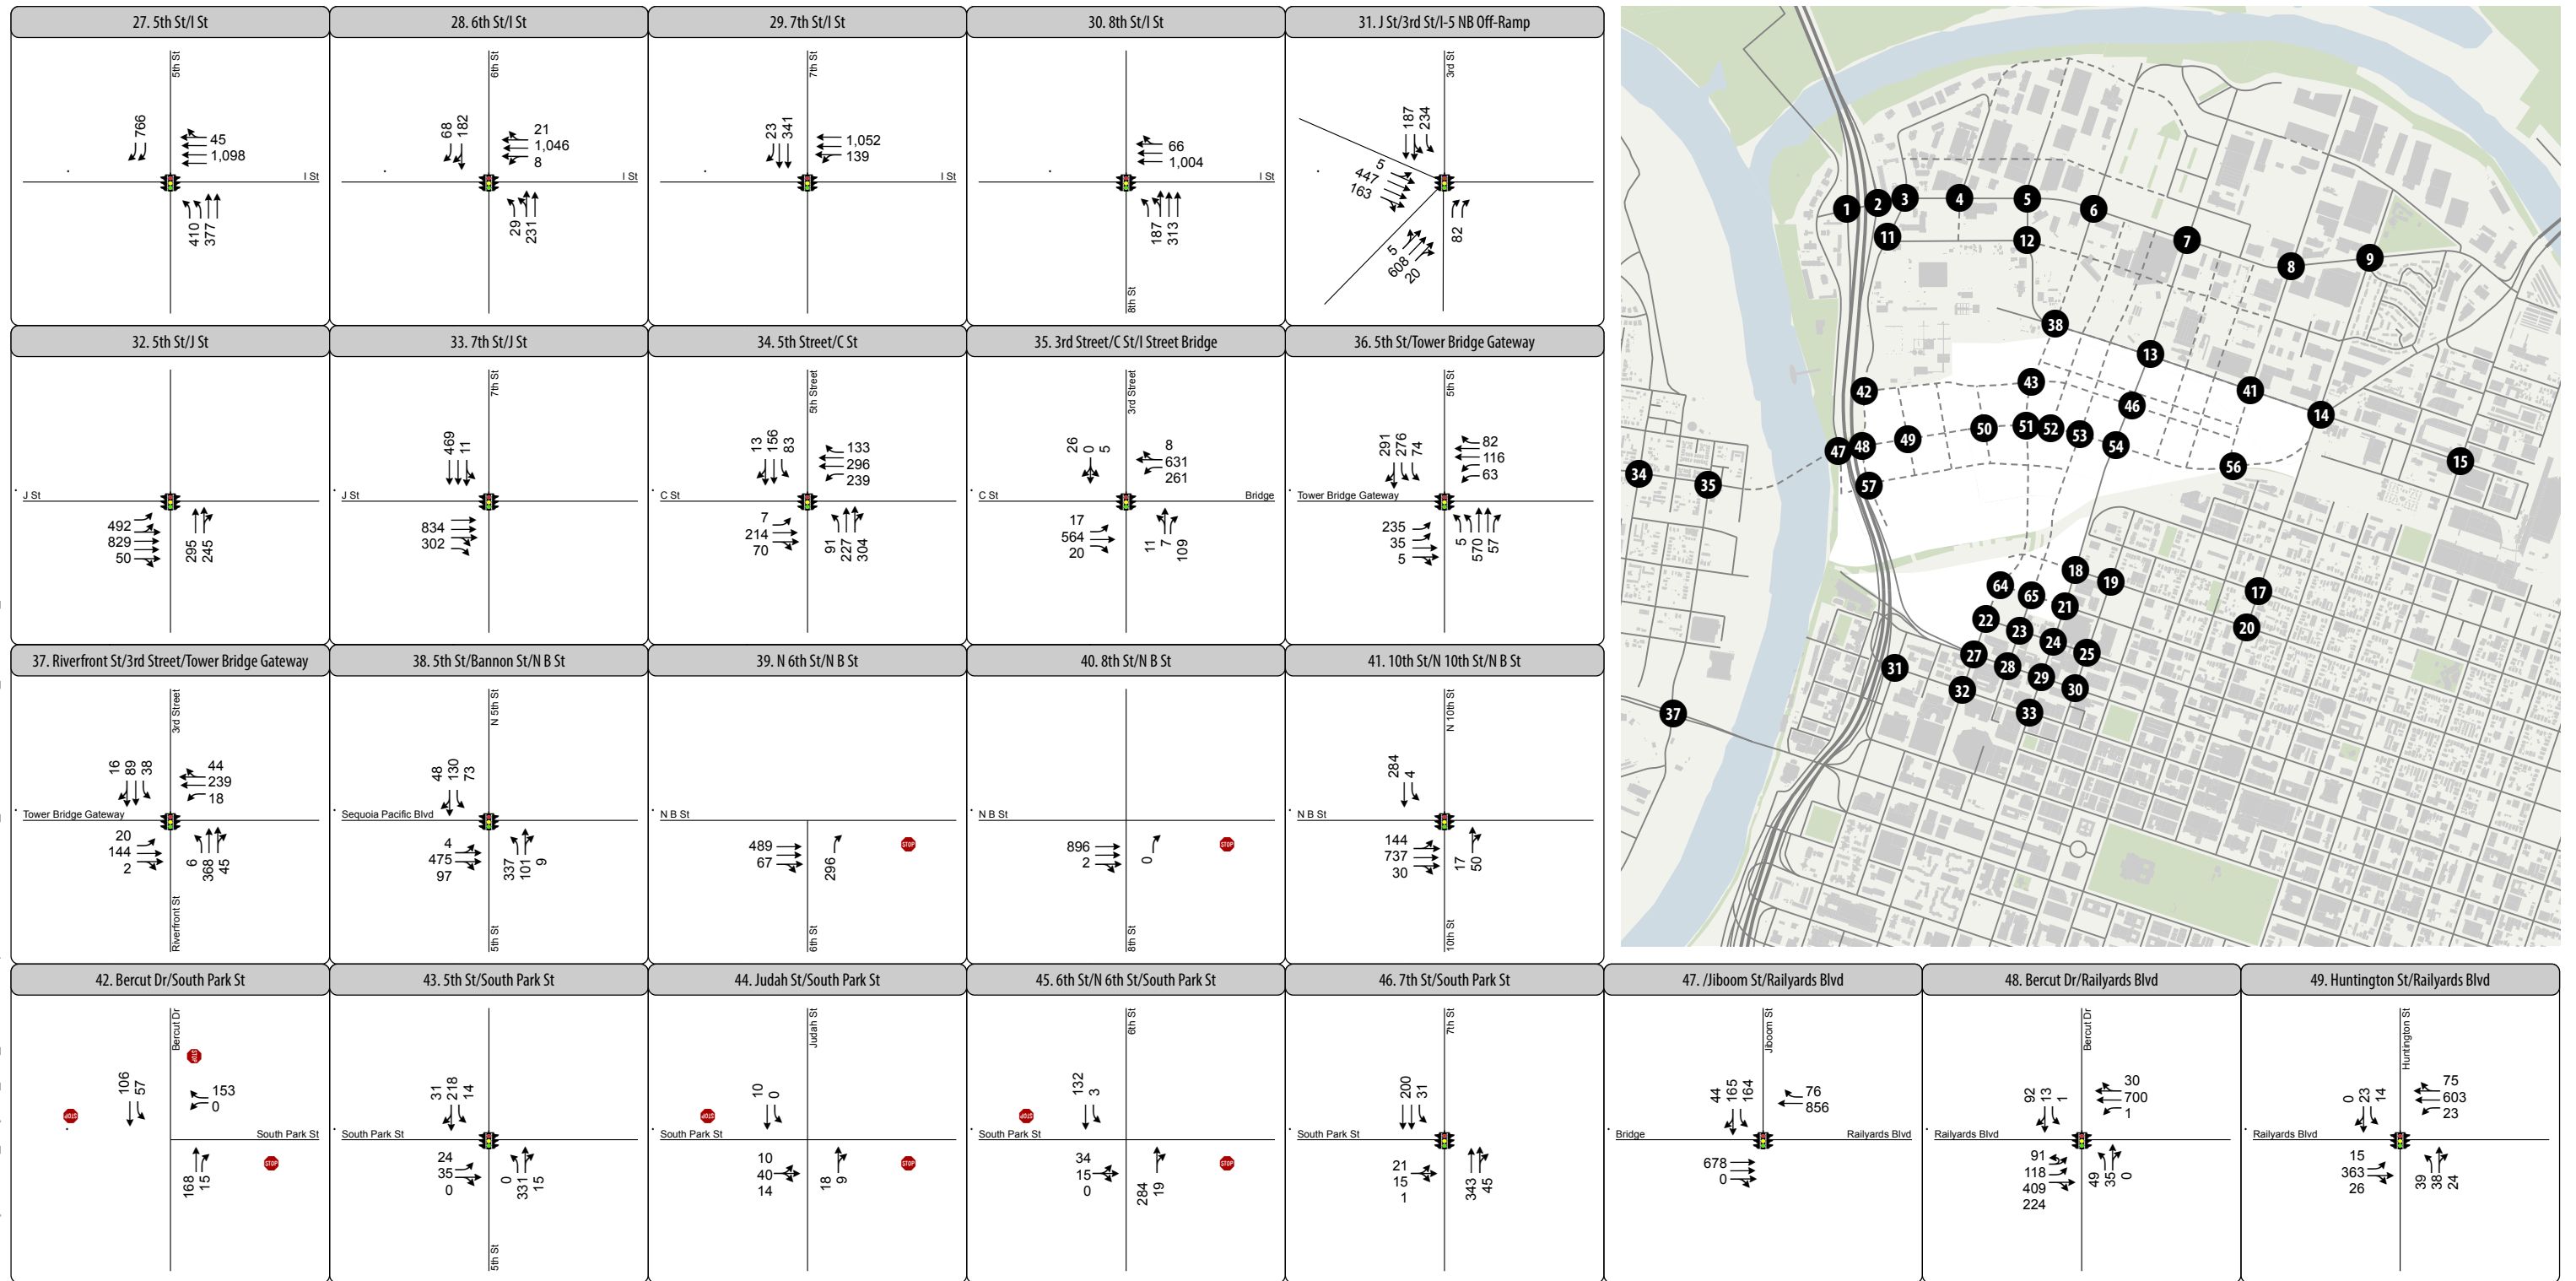 27. 5th St/I St
5th St
766
45
1,098
I St
410
377
28. 6th St/I St
6th St
68
182
21
1,046
8
I St
29
231
29. 7th St/I St
7th St
23
341
1,052
139
I St
30. 8th St/I St
66
1,004
I St
187
313
8th St
31. J St/3rd St/I-5 NB Off-Ramp
3rd St
187
234
5
447
163
5
608
20
82
32. 5th St/J St
J St
492
829
50
295
245
33. 7th St/J St
7th St
469
11
J St
834
302
34. 5th Street/C St
5th Street
13
156
83
133
296
239
C St
7
214
70
91
227
304
35. 3rd Street/C St/I Street Bridge
3rd Street
26
0
5
8
631
261
C St
Bridge
17
564
20
11
7
109
36. 5th St/Tower Bridge Gateway
5th St
291
276
74
82
116
63
Tower Bridge Gateway
235
35
5
5
570
57
37. Riverfront St/3rd Street/Tower Bridge Gateway
3rd Street
16
89
38
44
239
18
Tower Bridge Gateway
20
144
2
6
368
45
Riverfront St
38. 5th St/Bannon St/N B St
N 5th St
48
130
73
Sequoia Pacific Blvd
4
475
97
337
101
9
5th St
39. N 6th St/N B St
N B St
489
67
296
STOP
6th St
40. 8th St/N B St
N B St
896
2
0
STOP
8th St
41. 10th St/N 10th St/N B St
N 10th St
284
4
N B St
144
737
30
17
50
10th St
42. Bercut Dr/South Park St
Bercut Dr
STOP
106
57
153
0
STOP
South Park St
168
15
STOP
43. 5th St/South Park St
31
218
14
South Park St
24
35
0
0
331
15
5th St
44. Judah St/South Park St
Judah St
10
0
STOP
South Park St
10
40
14
18
9
STOP
45. 6th St/N 6th St/South Park St
6th St
132
3
STOP
South Park St
34
15
0
284
19
STOP
46. 7th St/South Park St
7th St
200
31
South Park St
21
15
1
343
45
47. /Jiboom St/Railyards Blvd
Jiboom St
44
165
164
76
856
Bridge
Railyards Blvd
678
0
48. Bercut Dr/Railyards Blvd
Bercut Dr
92
13
1
30
700
1
Railyards Blvd
91
118
409
224
49
35
0
49. Huntington St/Railyards Blvd
Huntington St
0
23
14
75
603
23
Railyards Blvd
15
363
26
39
38
24
1
2
3
4
5
6
7
8
9
11
12
38
13
42
43
41
46
14
47
48
49
50
51
52
53
54
34
35
57
56
15
64
65
18
19
17
21
22
23
20
24
25
27
28
31
29
30
32
33
37